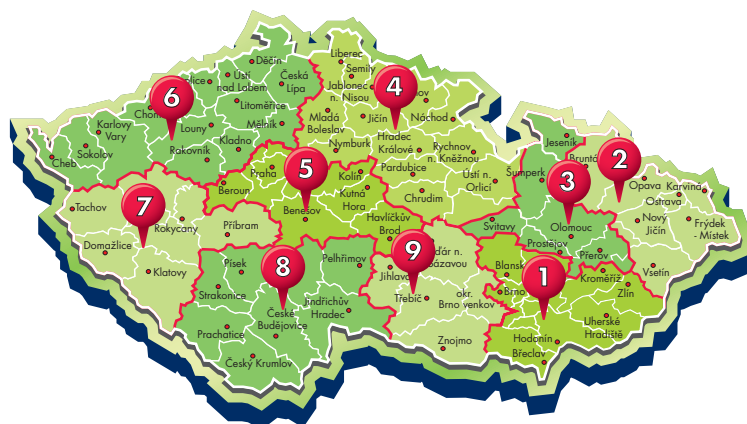 Děčín
Liberec
Semily
Jablonec
n. Nisou
Ústí
nad Labem
Česká
Lípa
6
4
Litoměřice
Mladá
Boleslav
Jičín
Náchod
Karlovy
Vary
Louny
Mělník
Nymburk
Hradec
Králové
Rychnov
n. Kněžnou
Cheb
Sokolov
Rakovník
Kladno
Jeseník
2
Praha
5
Kolín
Pardubice
Ústí n.
Orlicí
Šumperk
3
Opava
Karviná
Ostrava
Beroun
Kutná
Hora
Chrudim
Tachov
7
Benešov
Rokycany
Příbram
Havlíčkův
Brod
Svitavy
Olomouc
Nový
Jičín
Frýdek
- Místek
Domažlice
9
Prostějov
Přerov
Klatovy
Písek
8
Pelhřimov
Jihlava
Vsetín
1
Kroměříž
Strakonice
Třebíč
okr.
Brno venkov
Brno
Zlín
České
Budějovice
Jindřichův
Hradec
Uherské
Hradiště
Prachatice
Znojmo
Hodonín
Břeclav
Český Krumlov